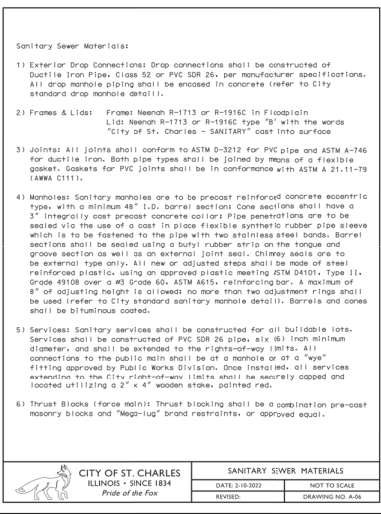 Sanitary Sewer Materials:
1) Exterior Drop Connections: Drop connections shall be constructed of
Ductile Iron Pipe, Class 52 or PVC SDR 26, per manufacturer specifications.
All drop manhole piping shall be encased in concrete (refer to City
standard drop manhole detail).
2) Frames & Lids: Frame: Neenah R-1713 or R-1916C in Floodplain
Lid: Neenah R-1713 or R-1916C type "B' with the words
"City of St. Charles - SANITARY" cast into surface
3) Joints: All joints shall conform to ASTM D-3212 for PVC pipe and ASTM A-746
for ductile iron. Both pipe types shall be joined by means of a flexible
gasket. Gaskets for PVC joints shall be in conformance with ASTM A 21.11-79
(AWWA C111).
4) Manholes: Sanitary manholes are to be precast reinforced concrete eccentric
type, with a minimum 48" I.D. barrel section: Cone sections shall have a
3" integrally cast precast concrete collar: Pipe penetrations are to be
sealed via the use of a cast in place flexible synthetic rubber pipe sleeve
which is to be fastened to the pipe with two stainless steel bands. Barrel
sections shall be sealed using a butyl rubber strip on the tongue and
groove section as well as an external joint seal. Chimney seals are to
be external type only. All new or adjusted steps shall be made of steel
reinforced plastic, using an approved plastic meeting ASTM D4101, Type II,
Grade 49108 over a #3 Grade 60, ASTM A615, reinforcing bar. A maximum of
8" of adjusting height is allowed: no more than two adjustment rings shall
be used (refer to City standard sanitary manhole detail). Barrels and cones
shall be bituminous coated.
5) Services: Sanitary services shall be constructed for all buildable lots.
Services shall be constructed of PVC SDR 26 pipe, six (6) inch minimum
diameter, and shall be extended to the rights-of-way limits. All
connections to the public main shall be at a manhole or at a "wye"
fitting approved by Public Works Division. Once installed, all services
extending to the City right-of-way limits shall be securely capped and
located utilizing a 2" x 4" wooden stake, painted red.
6) Thrust Blocks (force main): Thrust blocking shall be a combination pre-cast
masonry blocks and "Mega-lug" brand restraints, or approved equal.
CITY OF ST. CHARLES
ILLINOIS • SINCE 1834
Pride of the Fox
SANITARY SEWER MATERIALS
DATE: 2-10-2022 NOT TO SCALE
REVISED: DRAWING NO. A-06